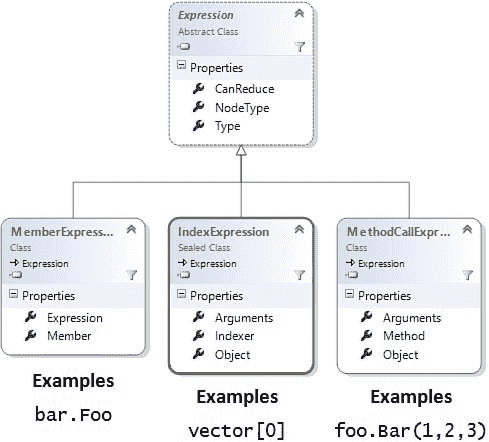 Expression
Abstract Class
Properties
CanReduce
NodeType
Type
MemberExpress...
Class
Expression
Properties
Expression
Member
IndexExpression
Sealed Class
Expression
Properties
Arguments
Indexer
Object
MethodCallExpr...
Class
Expression
Properties
Arguments
Method
Object
Examples
bar.Foo
Examples
vector[0]
Examples
foo.Bar(1,2,3)